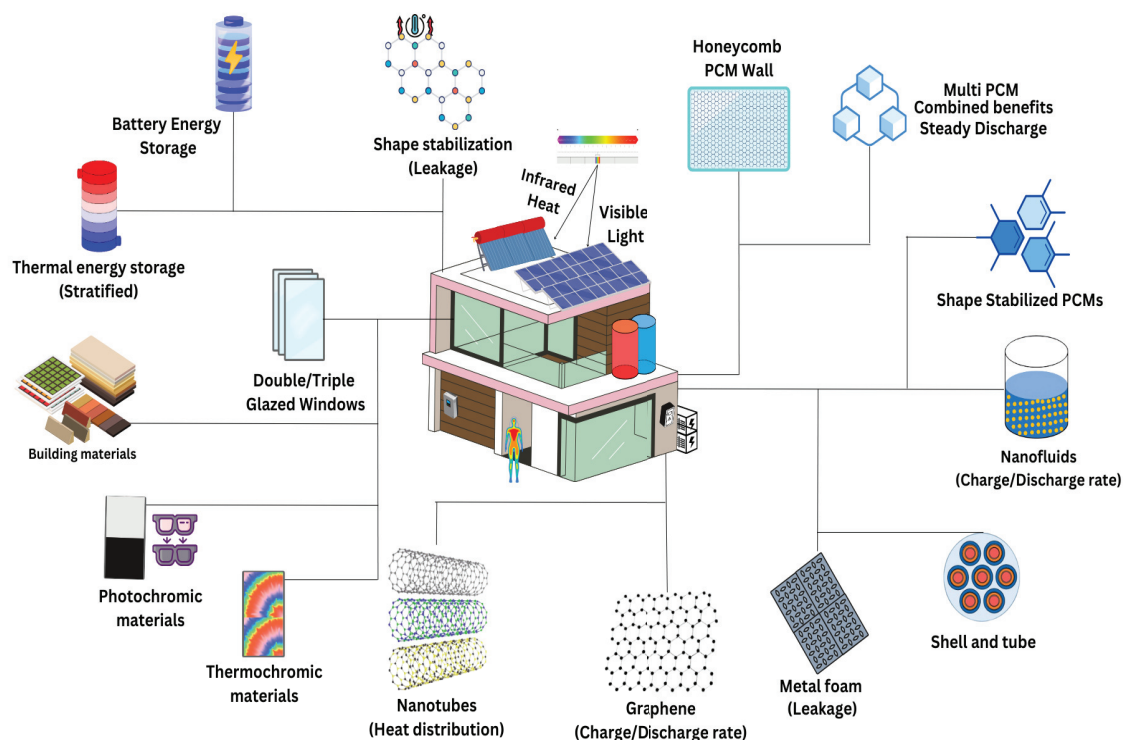 Battery Energy
Storage
Shape stabilization
(Leakage)
Honeycomb
PCM Wall
Multi PCM
Combined benefits
Steady Discharge
Infrared
Heat
Visible
Light
Thermal energy storage
(Stratified)
Shape Stabilized PCMs
Double/Triple
Glazed Windows
Building materials
Nanofluids
(Charge/Discharge rate)
Photochromic
materials
Thermochromic
materials
Nanotubes
(Heat distribution)
Graphene
(Charge/Discharge rate)
Metal foam
(Leakage)
Shell and tube